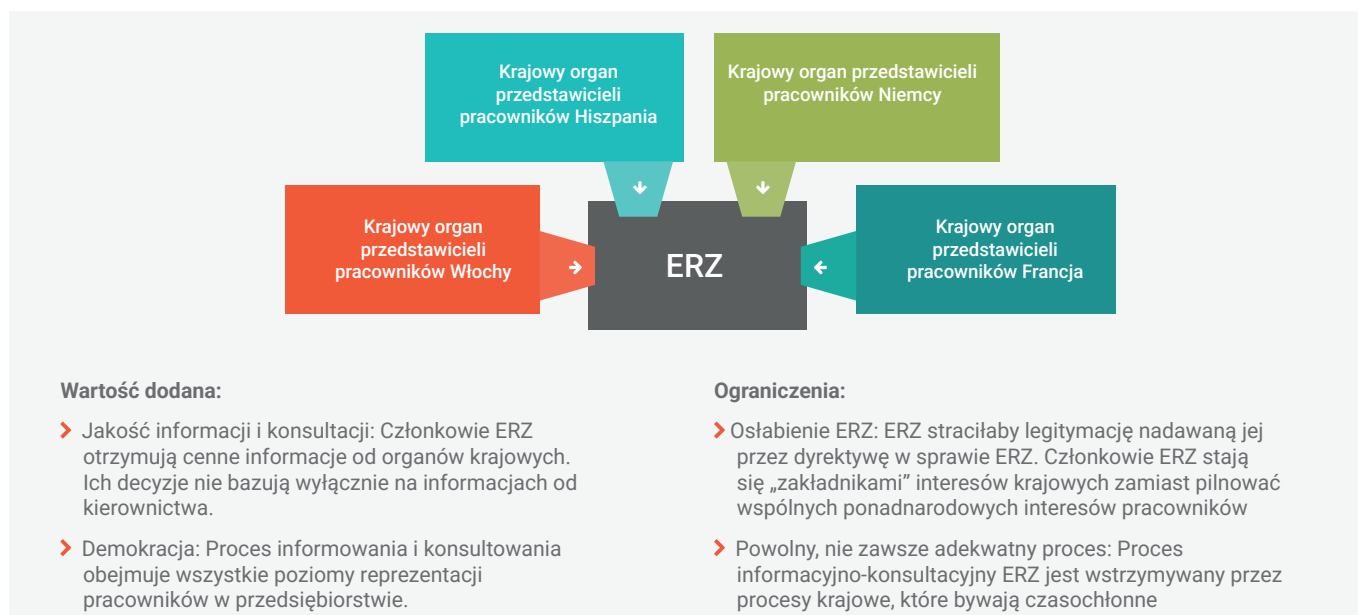 Krajowy organ
przedstawicieli
pracowników Hiszpania
Krajowy organ przedstawicieli
pracowników Niemcy
Krajowy organ
przedstawicieli
pracowników Włochy
ERZ
Krajowy organ
przedstawicieli
pracowników Francja
Wartość dodana:
Jakość informacji i konsultacji: Członkowie ERZ
otrzymują cenne informacje od organów krajowych.
Ich decyzje nie bazują wyłącznie na informacjach od
kierownictwa.
Demokracja: Proces informowania i konsultowania
obejmuje wszystkie poziomy reprezentacji
pracowników w przedsiębiorstwie.
Ograniczenia:
Osłabienie ERZ: ERZ straciłaby legitymację nadawaną jej
przez dyrektywę w sprawie ERZ. Członkowie ERZ stają
się „zakładnikami” interesów krajowych zamiast pilnować
wspólnych ponadnarodowych interesów pracowników
Powolny, nie zawsze adekwatny proces: Proces
informacyjno-konsultacyjny ERZ jest wstrzymywany przez
procesy krajowe, które bywają czasochłonne